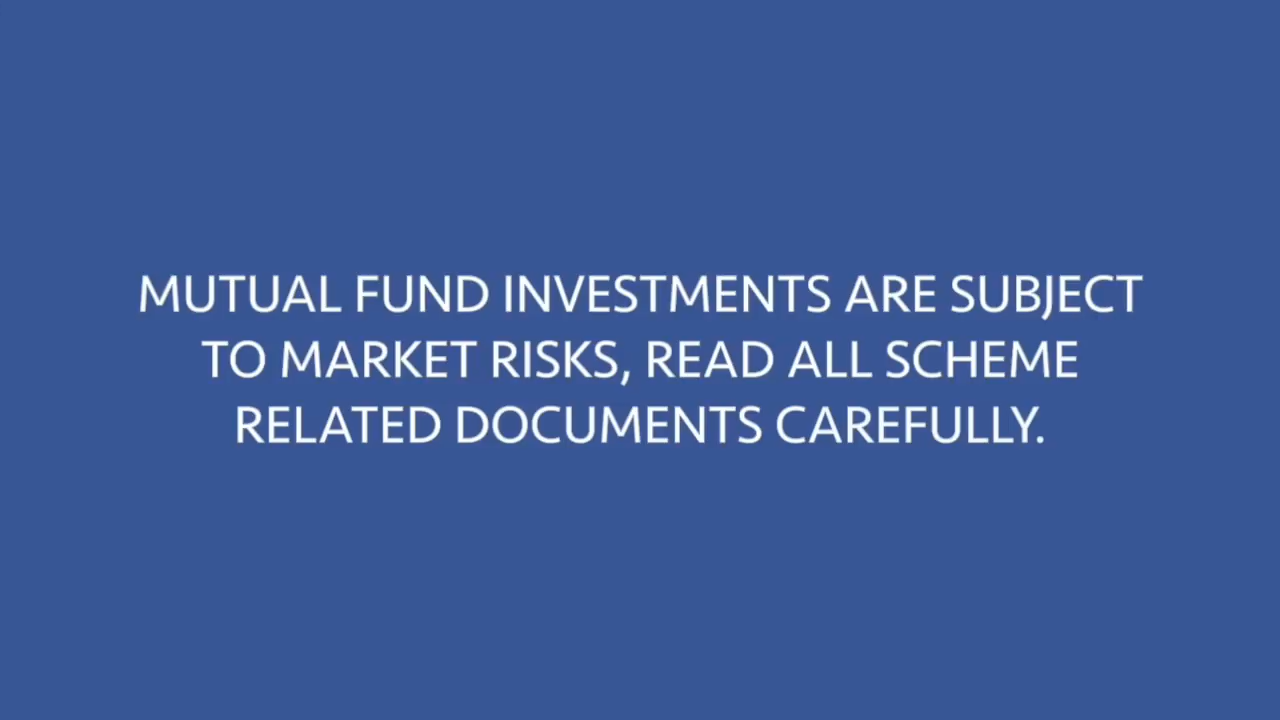 MUTUAL FUND INVESTMENTS ARE SUBJECT
TO MARKET RISKS, READ ALL SCHEME
RELATED DOCUMENTS CAREFULLY.